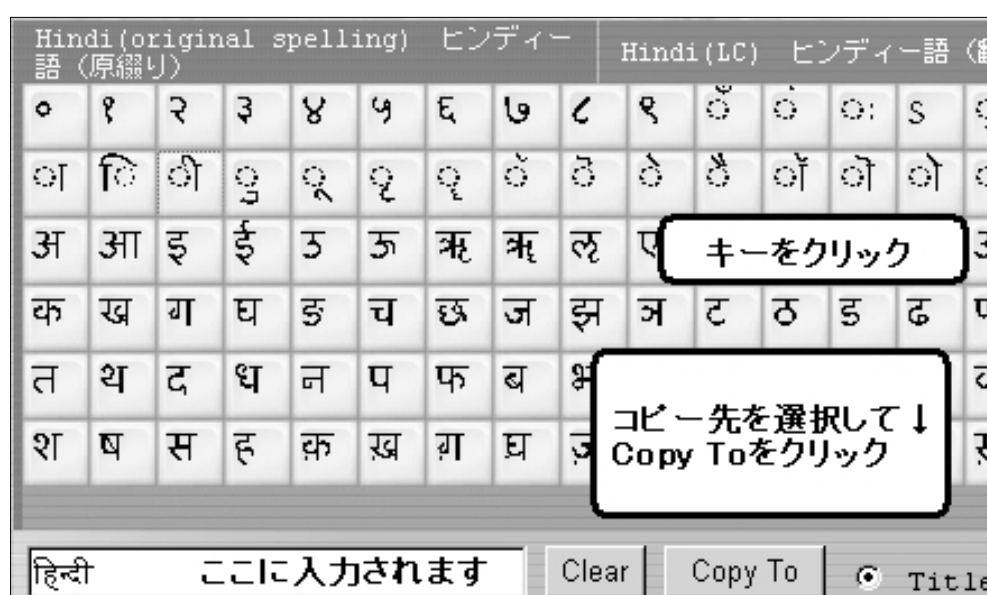 Hindi(original spelling) ヒンディー
語（原綴り）
Hindi(LC) ヒンディー語
० १ २ ३ ४ ५ ६ ७ ८ ९ ँ ं ः ऽ
ा ि ी ु ू ृ ॄ ॅ ॆ े ै ॉ ॊ ो
अ आ इ ई उ ऊ ऋ ॠ ऌ ए
キーをクリック
क ख ग घ ङ च छ ज झ ञ ट ठ ड ढ
त थ द ध न प फ ब भ
コピー先を選択して↓
श ष स ह क़ ख़ ग़ घ़ ज़
Copy Toをクリック
हिन्दी ここに入力されます Clear Copy To Title